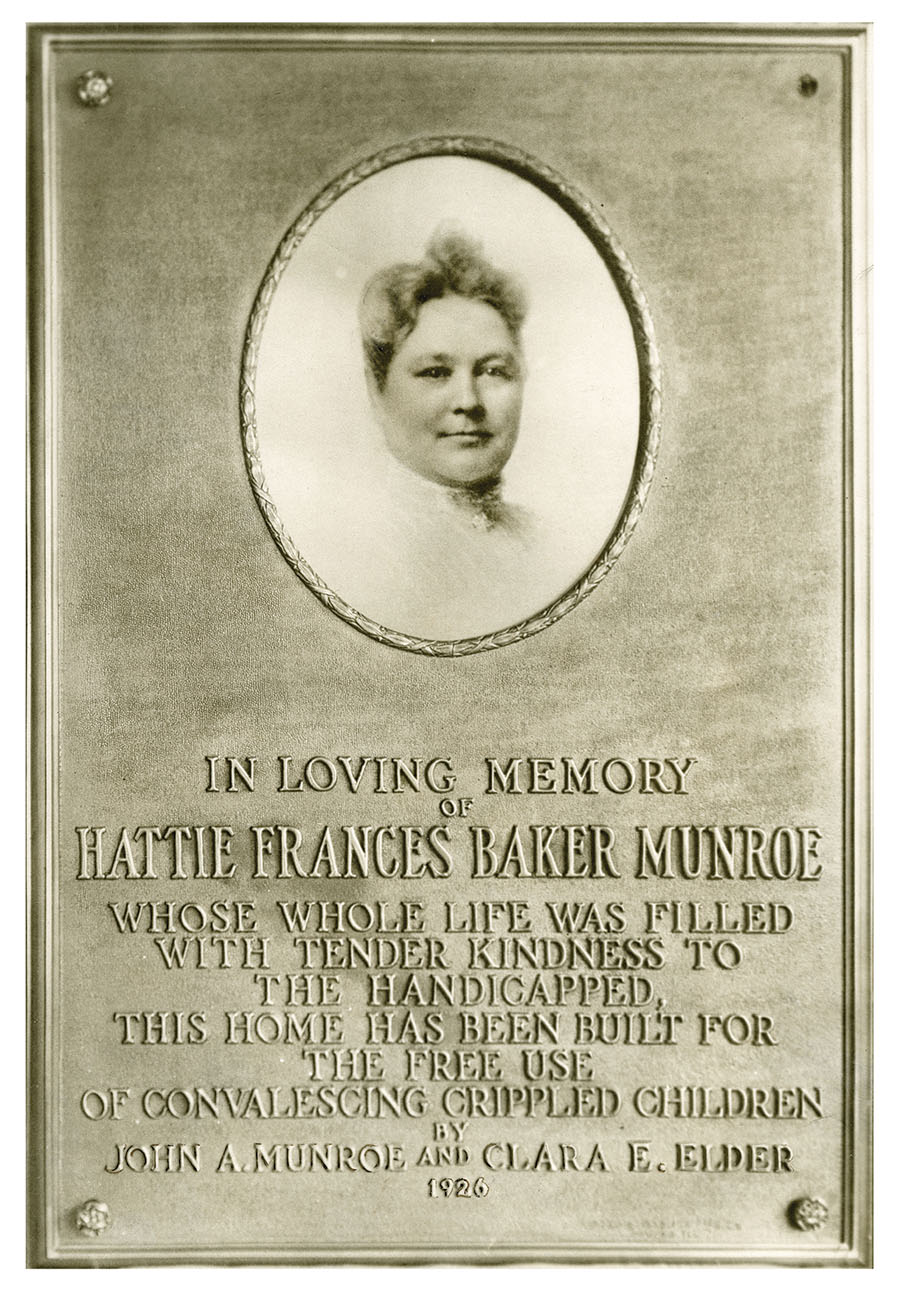 IN LOVING MEMORY
OF
HATTIE FRANCES BAKER MUNROE
WHOSE WHOLE LIFE WAS FILLED
WITH TENDER KINDNESS TO
THE HANDICAPPED,
THIS HOME HAS BEEN BUILT FOR
THE FREE USE
OF CONVALESCING CRIPPLED CHILDREN
BY
JOHN A. MUNROE AND CLARA E. ELDER
1926